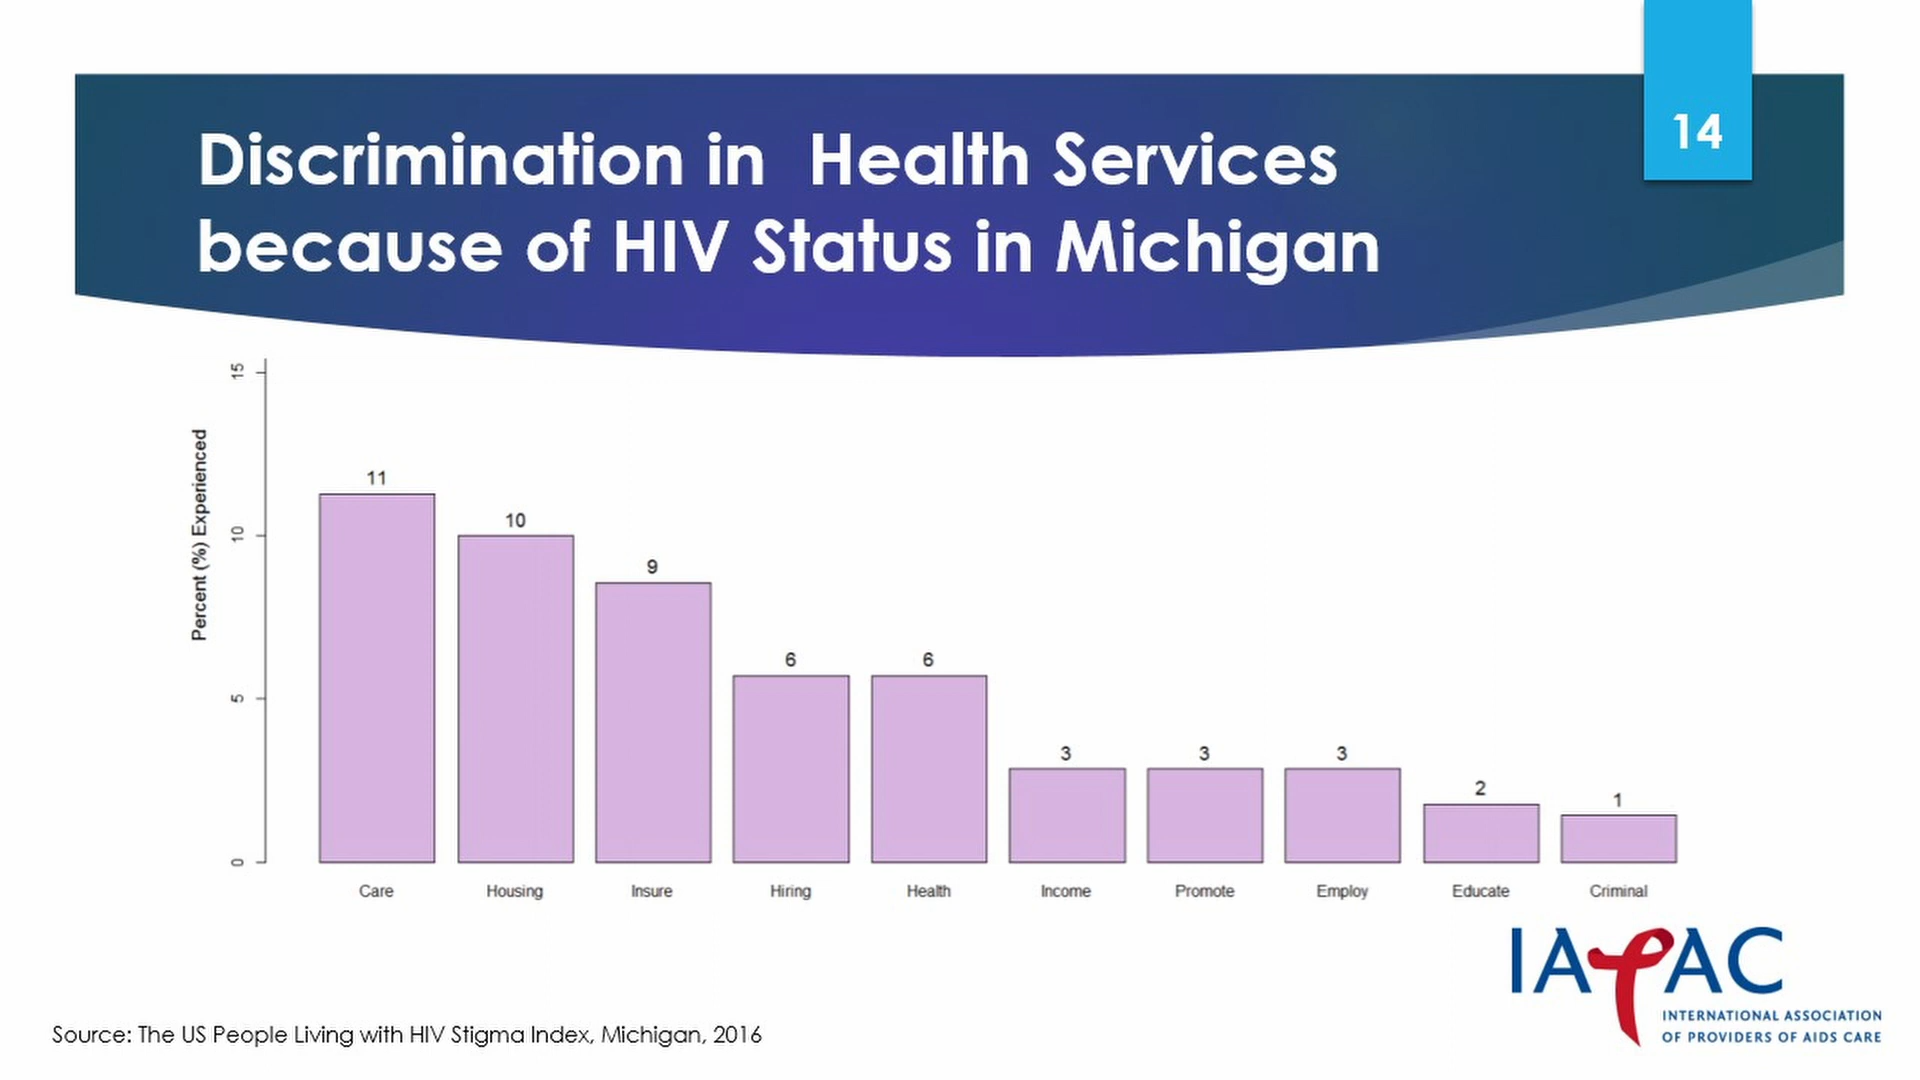 14
Discrimination in  Health Services
because of HIV Status in Michigan
Percent (%) Experienced
15
10
5
0
11
10
9
6
6
3
3
3
2
1
Care Housing Insure Hiring Health Income Promote Employ Educate Criminal
IAPAC
INTERNATIONAL ASSOCIATION
OF PROVIDERS OF AIDS CARE
Source: The US People Living with HIV Stigma Index, Michigan, 2016